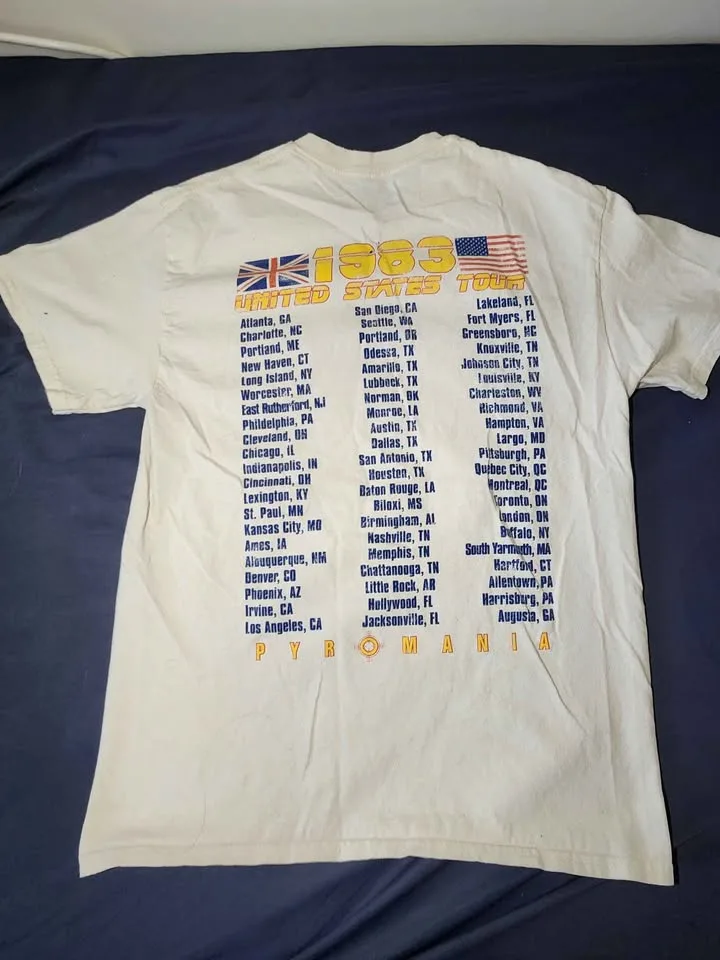 1983
UNITED STATES TOUR
Atlanta, GA
Charlotte, NC
Portland, ME
New Haven, CT
Long Island, NY
Worcester, MA
East Rutherford, NJ
Philadelphia, PA
Cleveland, OH
Chicago, IL
Indianapolis, IN
Cincinnati, OH
Lexington, KY
St. Paul, MN
Kansas City, MO
Ames, IA
Albuquerque, NM
Denver, CO
Phoenix, AZ
Irvine, CA
Los Angeles, CA
San Diego, CA
Seattle, WA
Portland, OR
Odessa, TX
Amarillo, TX
Lubbock, TX
Norman, OK
Monroe, LA
Austin, TX
Dallas, TX
San Antonio, TX
Houston, TX
Baton Rouge, LA
Biloxi, MS
Birmingham, AL
Nashville, TN
Memphis, TN
Chattanooga, TN
Little Rock, AR
Hollywood, FL
Jacksonville, FL
Lakeland, FL
Fort Myers, FL
Greensboro, NC
Knoxville, TN
Johnson City, TN
Louisville, KY
Charleston, WV
Richmond, VA
Hampton, VA
Largo, MD
Pittsburgh, PA
Quebec City, QC
Montreal, QC
Toronto, ON
London, ON
Buffalo, NY
South Yarmouth, MA
Hartford, CT
Allentown, PA
Harrisburg, PA
Augusta, GA
PYROMANIA